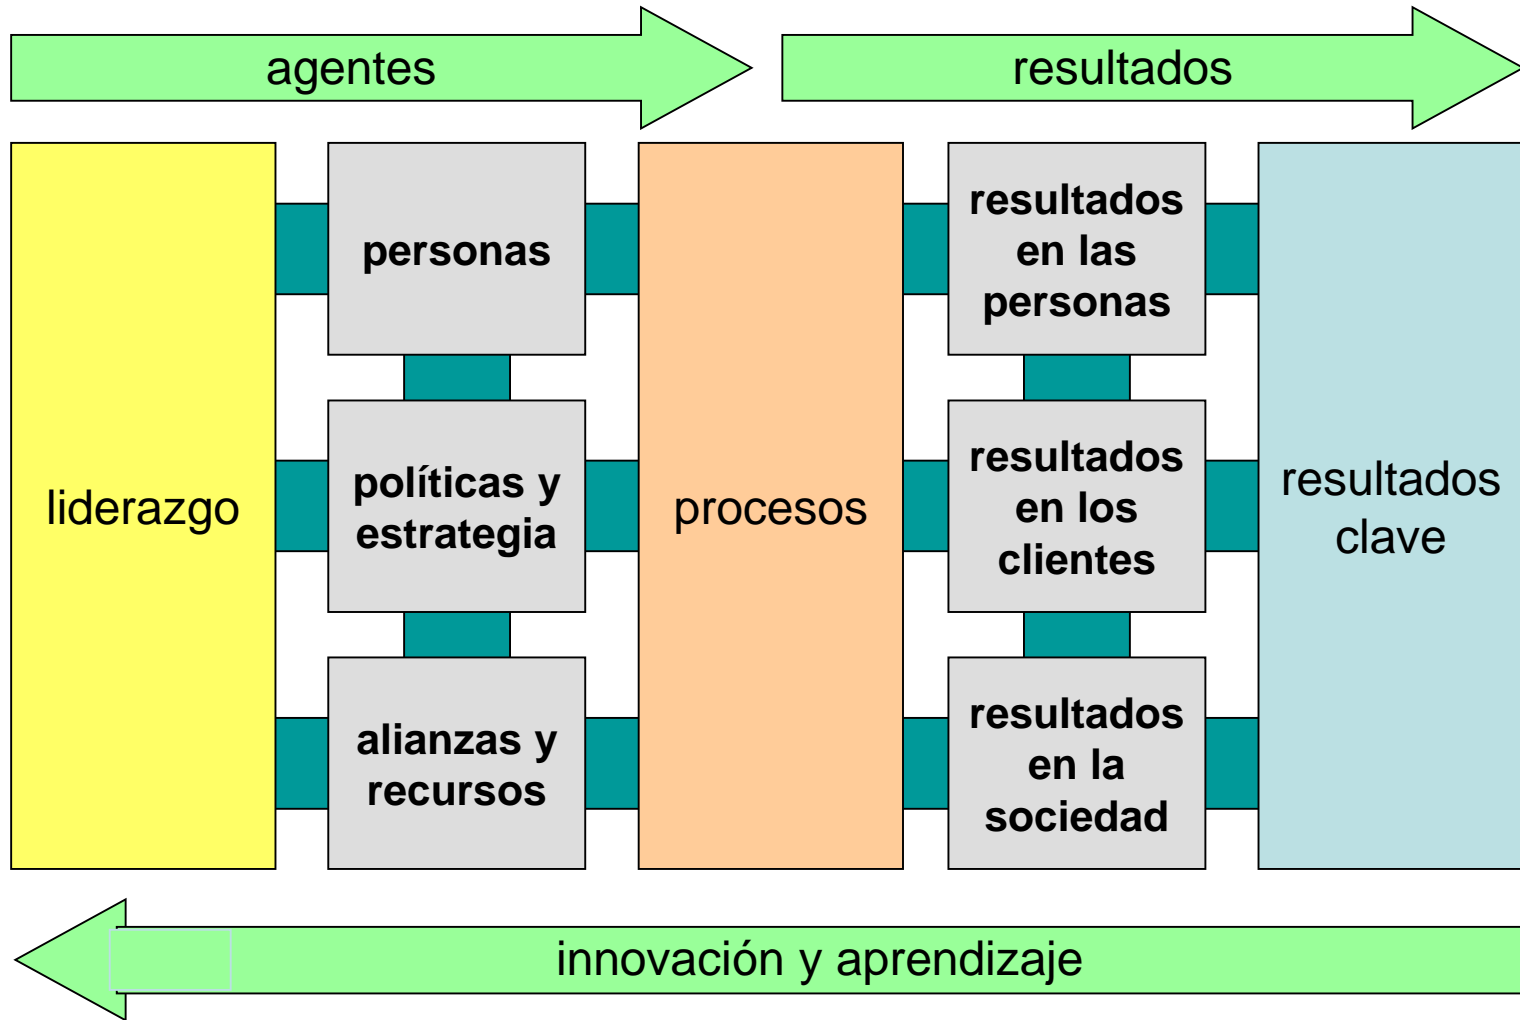 agentes
resultados
liderazgo
personas
políticas y
estrategia
alianzas y
recursos
procesos
resultados
en las
personas
resultados
en los
clientes
resultados
en la
sociedad
resultados
clave
innovación y aprendizaje